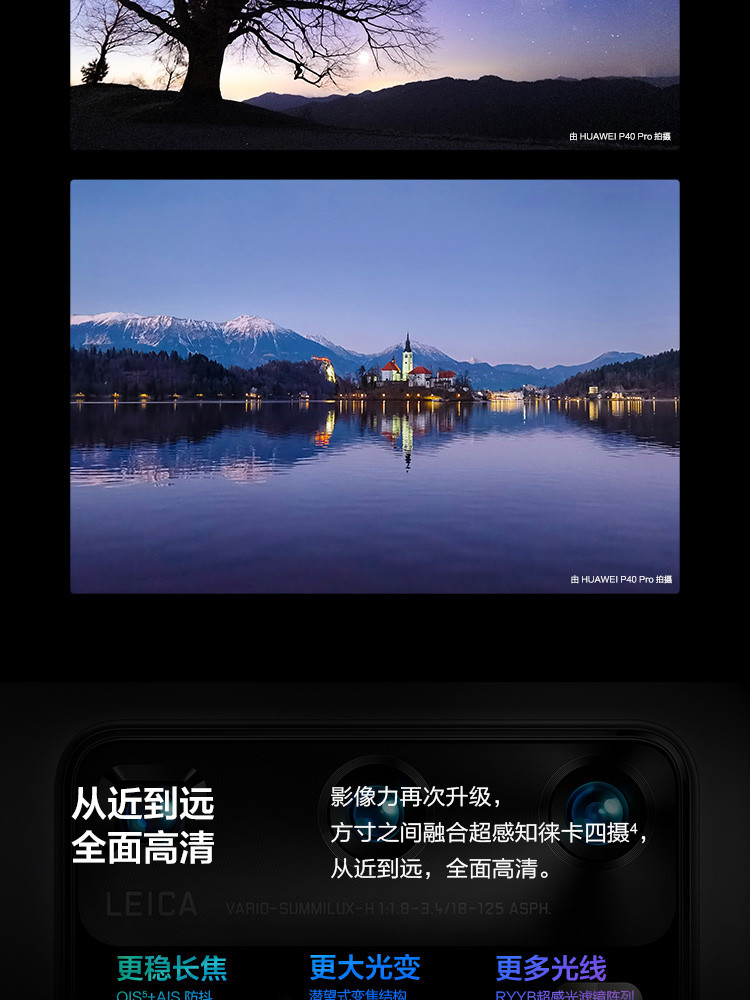 由 HUAWEI P40 Pro 拍摄
由 HUAWEI P40 Pro 拍摄
从近到远
全面高清
影像力再次升级，
方寸之间融合超感知徕卡四摄⁴，
从近到远，全面高清。
LEICA
VARIO-SUMMILUX-H 1:1.8-3.4/18-125 ASPH.
更稳长焦
更大光变
更多光线
OIS⁵+AIS 防抖
潜望式变焦结构
RYYB超感光滤镜阵列